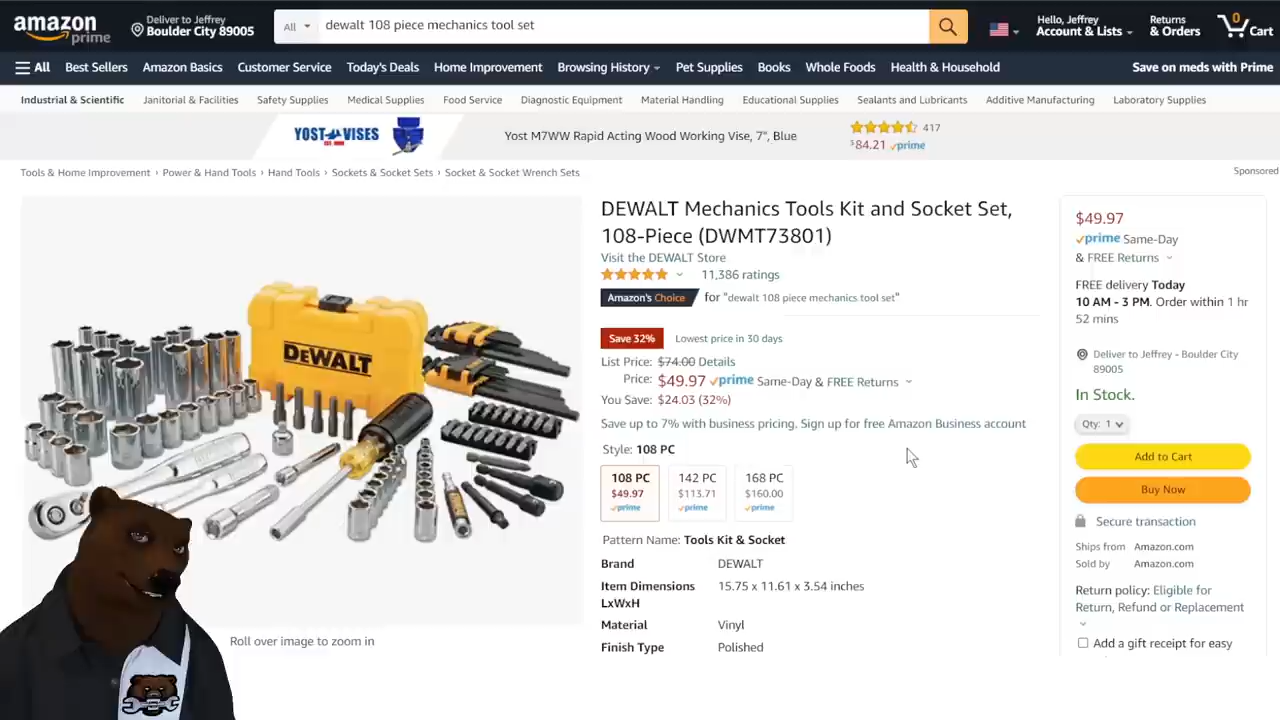 amazon
prime
Deliver to Jeffrey
Boulder City 89005
All
dewalt 108 piece mechanics tool set
Hello, Jeffrey
Account & Lists
Returns
& Orders
0
Cart
All
Best Sellers
Amazon Basics
Customer Service
Today's Deals
Home Improvement
Browsing History
Pet Supplies
Books
Whole Foods
Health & Household
Save on meds with Prime
Industrial & Scientific
Janitorial & Facilities
Safety Supplies
Medical Supplies
Food Service
Diagnostic Equipment
Material Handling
Educational Supplies
Sealants and Lubricants
Additive Manufacturing
Laboratory Supplies
YOST VISES
Yost M7WW Rapid Acting Wood Working Vise, 7", Blue
417
$84.21 prime
Sponsored
Tools & Home Improvement › Power & Hand Tools › Hand Tools › Sockets & Socket Sets › Socket & Socket Wrench Sets
DEWALT
Roll over image to zoom in
DEWALT Mechanics Tools Kit and Socket Set,
108-Piece (DWMT73801)
Visit the DEWALT Store
11,386 ratings
Amazon's Choice for "dewalt 108 piece mechanics tool set"
Save 32% Lowest price in 30 days
List Price: $74.00 Details
Price: $49.97 prime Same-Day & FREE Returns
You Save: $24.03 (32%)
Save up to 7% with business pricing. Sign up for free Amazon Business account
Style: 108 PC
108 PC
$49.97
prime
142 PC
$113.71
prime
168 PC
$160.00
prime
Pattern Name: Tools Kit & Socket
Brand DEWALT
Item Dimensions 15.75 x 11.61 x 3.54 inches
LxWxH
Material Vinyl
Finish Type Polished
$49.97
prime Same-Day
& FREE Returns
FREE delivery Today
10 AM - 3 PM. Order within 1 hr
52 mins
Deliver to Jeffrey - Boulder City
89005
In Stock.
Qty: 1
Add to Cart
Buy Now
Secure transaction
Ships from Amazon.com
Sold by Amazon.com
Return policy: Eligible for
Return, Refund or Replacement
Add a gift receipt for easy